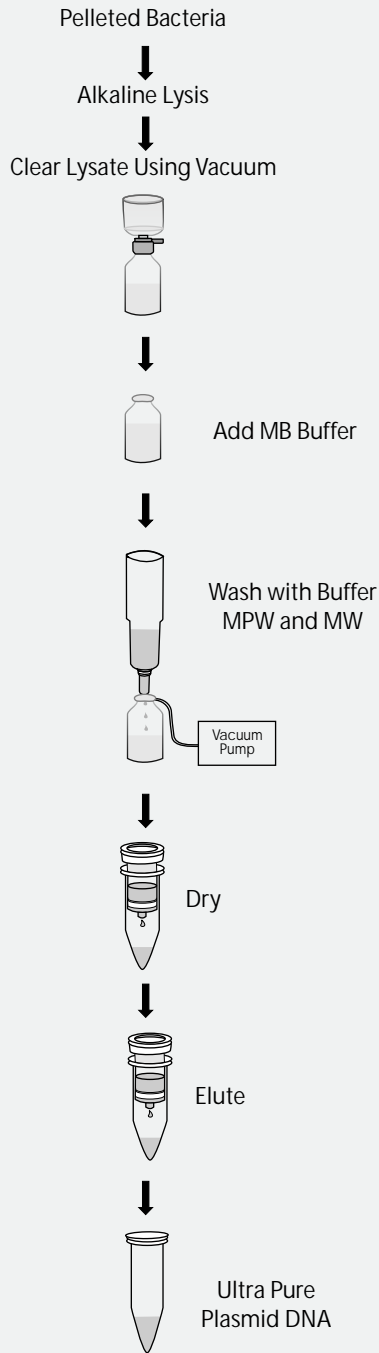 Pelleted Bacteria
Alkaline Lysis
Clear Lysate Using Vacuum
Add MB Buffer
Wash with Buffer
MPW and MW
Vacuum
Pump
Dry
Elute
Ultra Pure
Plasmid DNA